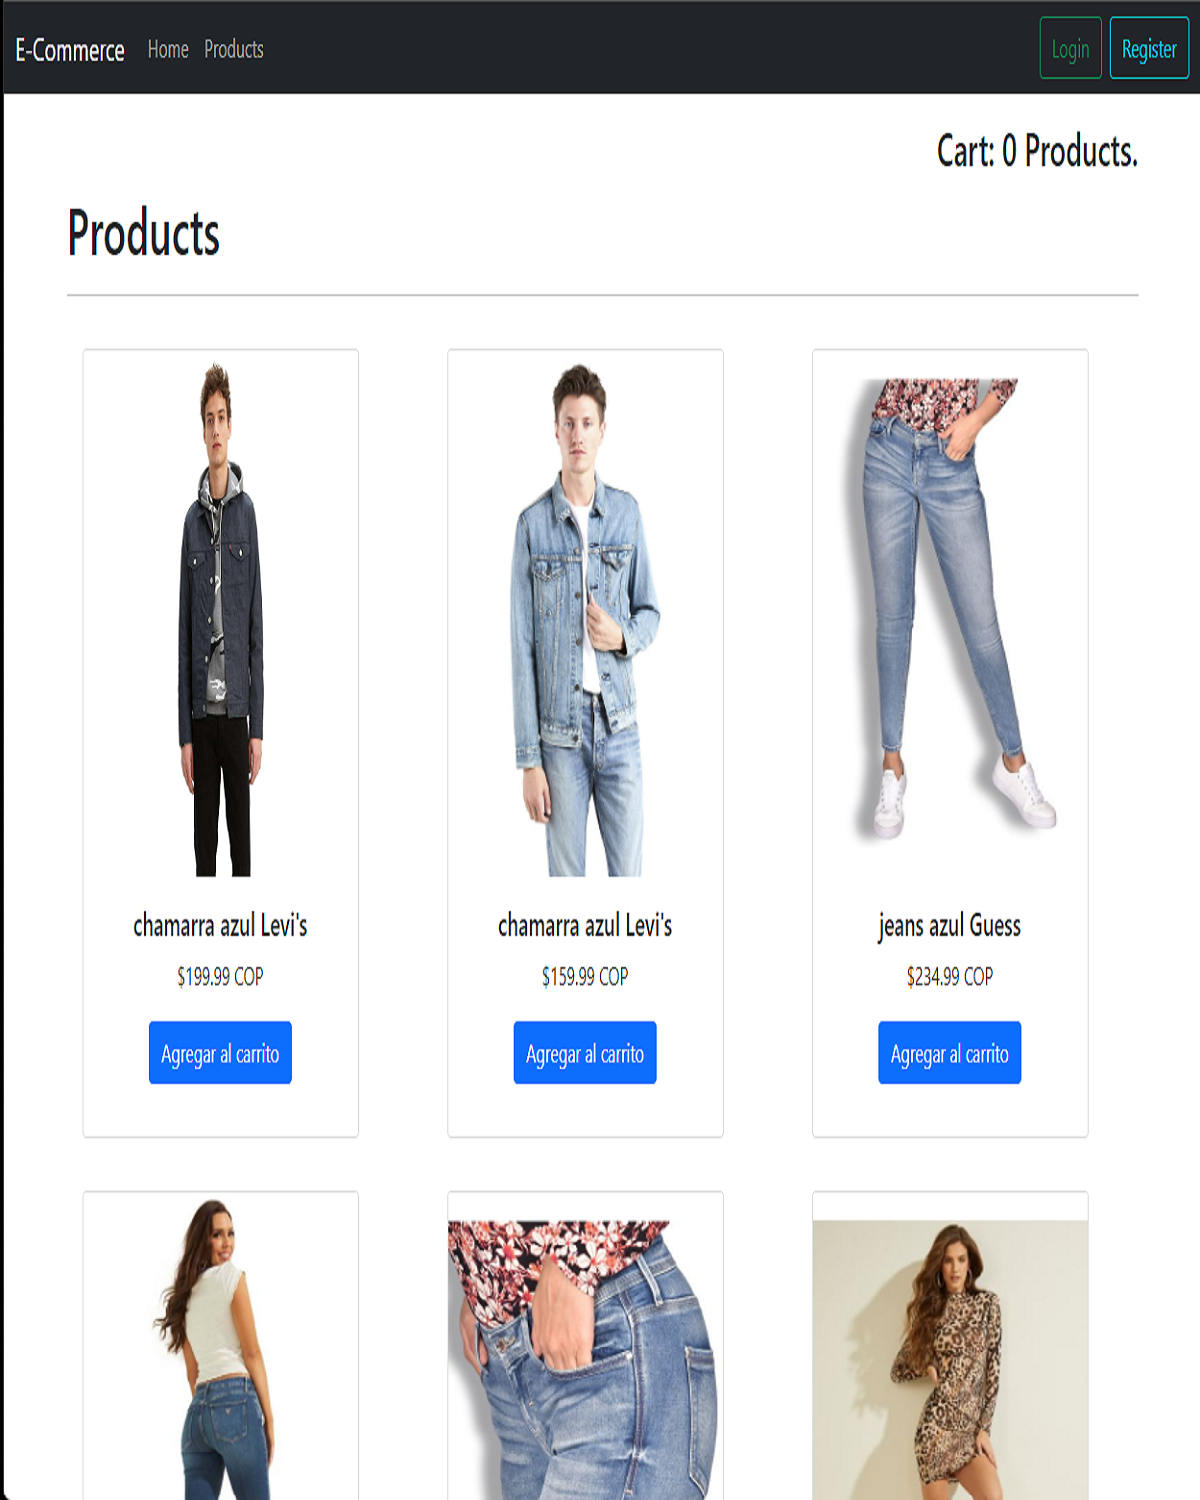 E-Commerce Home Products Login Register
Cart: 0 Products.
Products
chamarra azul Levi's
$199.99 COP
Agregar al carrito
chamarra azul Levi's
$159.99 COP
Agregar al carrito
jeans azul Guess
$234.99 COP
Agregar al carrito